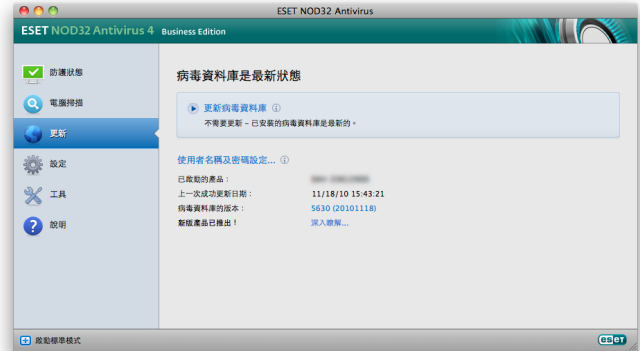 ESET NOD32 Antivirus
ESET NOD32 Antivirus 4 Business Edition
防護狀態
電腦掃描
更新
設定
工具
說明
病毒資料庫是最新狀態
更新病毒資料庫
不需要更新 – 已安裝的病毒資料庫是最新的。
使用者名稱及密碼設定...
已啟動的產品：
上一次成功更新日期： 11/18/10 15:43:21
病毒資料庫的版本： 5630 (20101118)
新版產品已推出！ 深入瞭解...
啟動標準模式
eseT